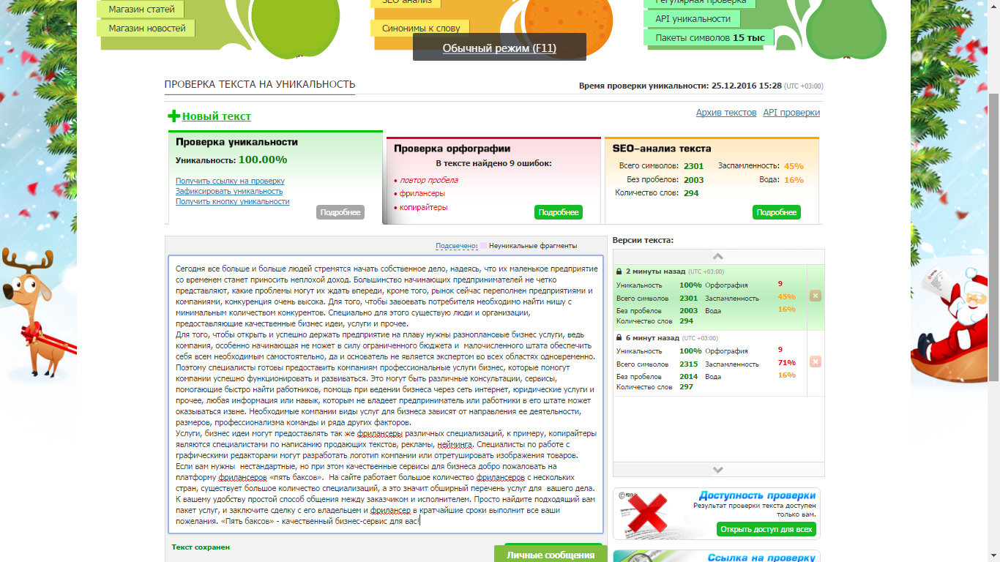 Магазин статей
Магазин новостей
SEO анализ
Синонимы к слову
Регулярная проверка
API уникальности
Пакеты символов 15 тыс
Обычный режим (F11)
ПРОВЕРКА ТЕКСТА НА УНИКАЛЬНОСТЬ
Время проверки уникальности: 25.12.2016 15:28 (UTC +03:00)
Новый текст
Архив текстов API проверки
Проверка уникальности
Уникальность: 100.00%
Получить ссылку на проверку
Зафиксировать уникальность
Получить кнопку уникальности
Подробнее
Проверка орфографии
В тексте найдено 9 ошибок:
• повтор пробела
• фрилансеры
• копирайтеры
Подробнее
SEO-анализ текста
Всего символов: 2301 Заспамленность: 45%
Без пробелов: 2003 Вода: 16%
Количество слов: 294
Подробнее
Подсвечено: Неуникальные фрагменты
Сегодня все больше и больше людей стремятся начать собственное дело, надеясь, что их маленькое предприятие
со временем станет приносить неплохой доход. Большинство начинающих предпринимателей не четко
представляют, какие проблемы могут их ждать впереди, кроме того, рынок сейчас переполнен предприятиями и
компаниями, конкуренция очень высока. Для того, чтобы завоевать потребителя необходимо найти нишу с
минимальным количеством конкурентов. Специально для этого существую люди и организации,
предоставляющие качественные бизнес идеи, услуги и прочее.
Для того, чтобы открыть и успешно держать предприятие на плаву нужны разноплановые бизнес услуги, ведь
компания, особенно начинающая не может в силу ограниченного бюджета и  малочисленного штата обеспечить
себя всем необходимым самостоятельно, да и основатель не является экспертом во всех областях одновременно.
Поэтому специалисты готовы предоставить компаниям профессиональные услуги бизнес, которые помогут
компании успешно функционировать и развиваться. Это могут быть различные консультации, сервисы,
помогающие быстро найти работников, помощь при ведении бизнеса через сеть интернет, юридические услуги и
прочее, любая информация или навык, которым не владеет предприниматель или работники в его штате может
оказываться извне. Необходимые компании виды услуг для бизнеса зависят от направления ее деятельности,
размеров, профессионализма команды и ряда других факторов.
Услуги, бизнес идеи могут предоставлять так же фрилансеры различных специализаций, к примеру, копирайтеры
являются специалистами по написанию продающих текстов, рекламы, нейминга. Специалисты по работе с
графическими редакторами могут разработать логотип компании или отретушировать изображения товаров.
Если вам нужны  нестандартные, но при этом качественные сервисы для бизнеса добро пожаловать на
платформу фрилансеров «пять баксов».  На сайте работает большое количество фрилансеров с нескольких
стран, существует большое количество специализаций, а это значит обширный перечень услуг для  вашего дела.
К вашему удобству простой способ общения между заказчиком и исполнителем. Просто найдите подходящий вам
пакет услуг, и заключите сделку с его владельцем и фрилансер в кратчайшие сроки выполнит все ваши
пожелания. «Пять баксов» - качественный бизнес-сервис для вас!
Текст сохранен
Личные сообщения
Версии текста:
2 минуты назад (UTC +03:00)
Уникальность 100% Орфография 9
Всего символов 2301 Заспамленность 45%
Без пробелов 2003 Вода 16%
Количество слов 294
6 минут назад (UTC +03:00)
Уникальность 100% Орфография 9
Всего символов 2315 Заспамленность 71%
Без пробелов 2014 Вода 16%
Количество слов 297
Доступность проверки
Результат проверки текста доступен
только вам.
Открыть доступ для всех
Ссылка на проверку